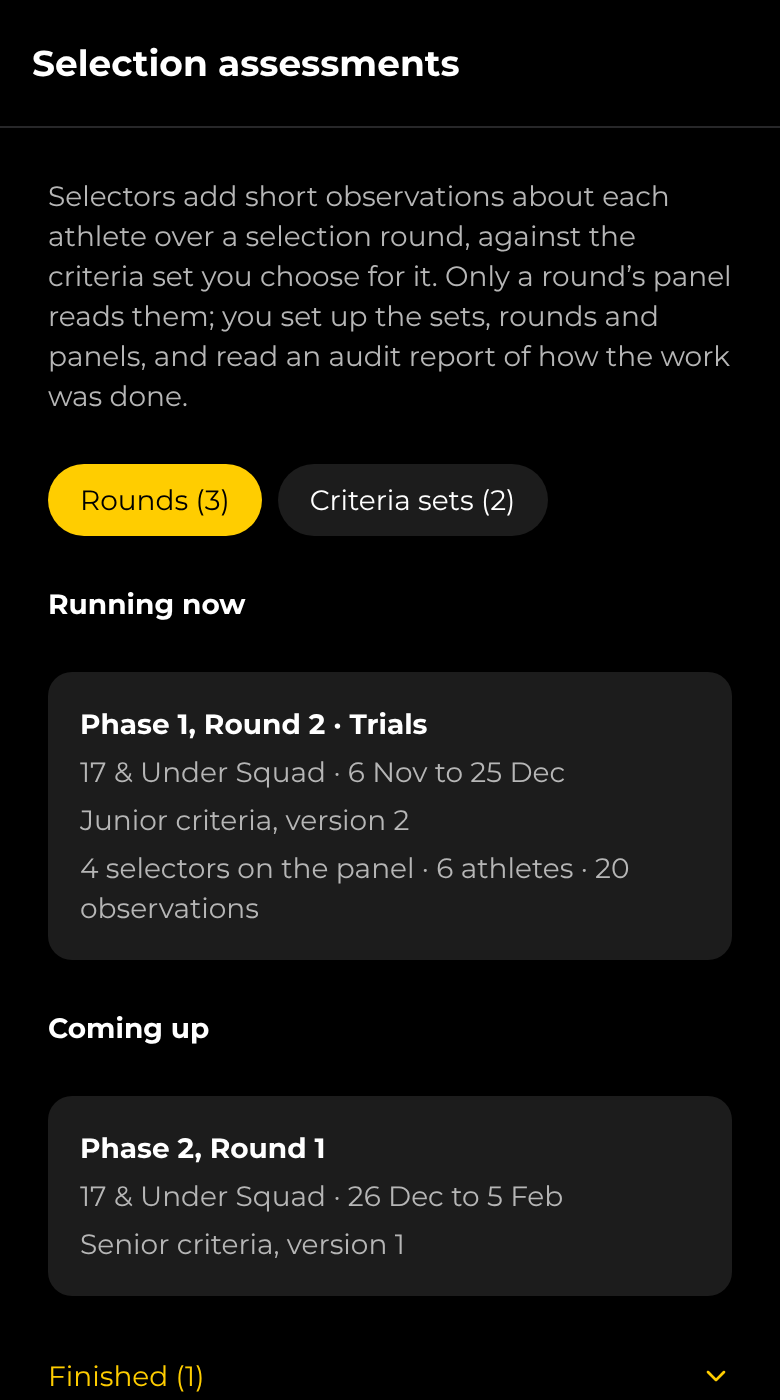 Selection assessments
Selectors add short observations about each
athlete over a selection round, against the
criteria set you choose for it. Only a round’s panel
reads them; you set up the sets, rounds and
panels, and read an audit report of how the work
was done.
Rounds (3)
Criteria sets (2)
Running now
Phase 1, Round 2 · Trials
17 & Under Squad · 6 Nov to 25 Dec
Junior criteria, version 2
4 selectors on the panel · 6 athletes · 20
observations
Coming up
Phase 2, Round 1
17 & Under Squad · 26 Dec to 5 Feb
Senior criteria, version 1
Finished (1)